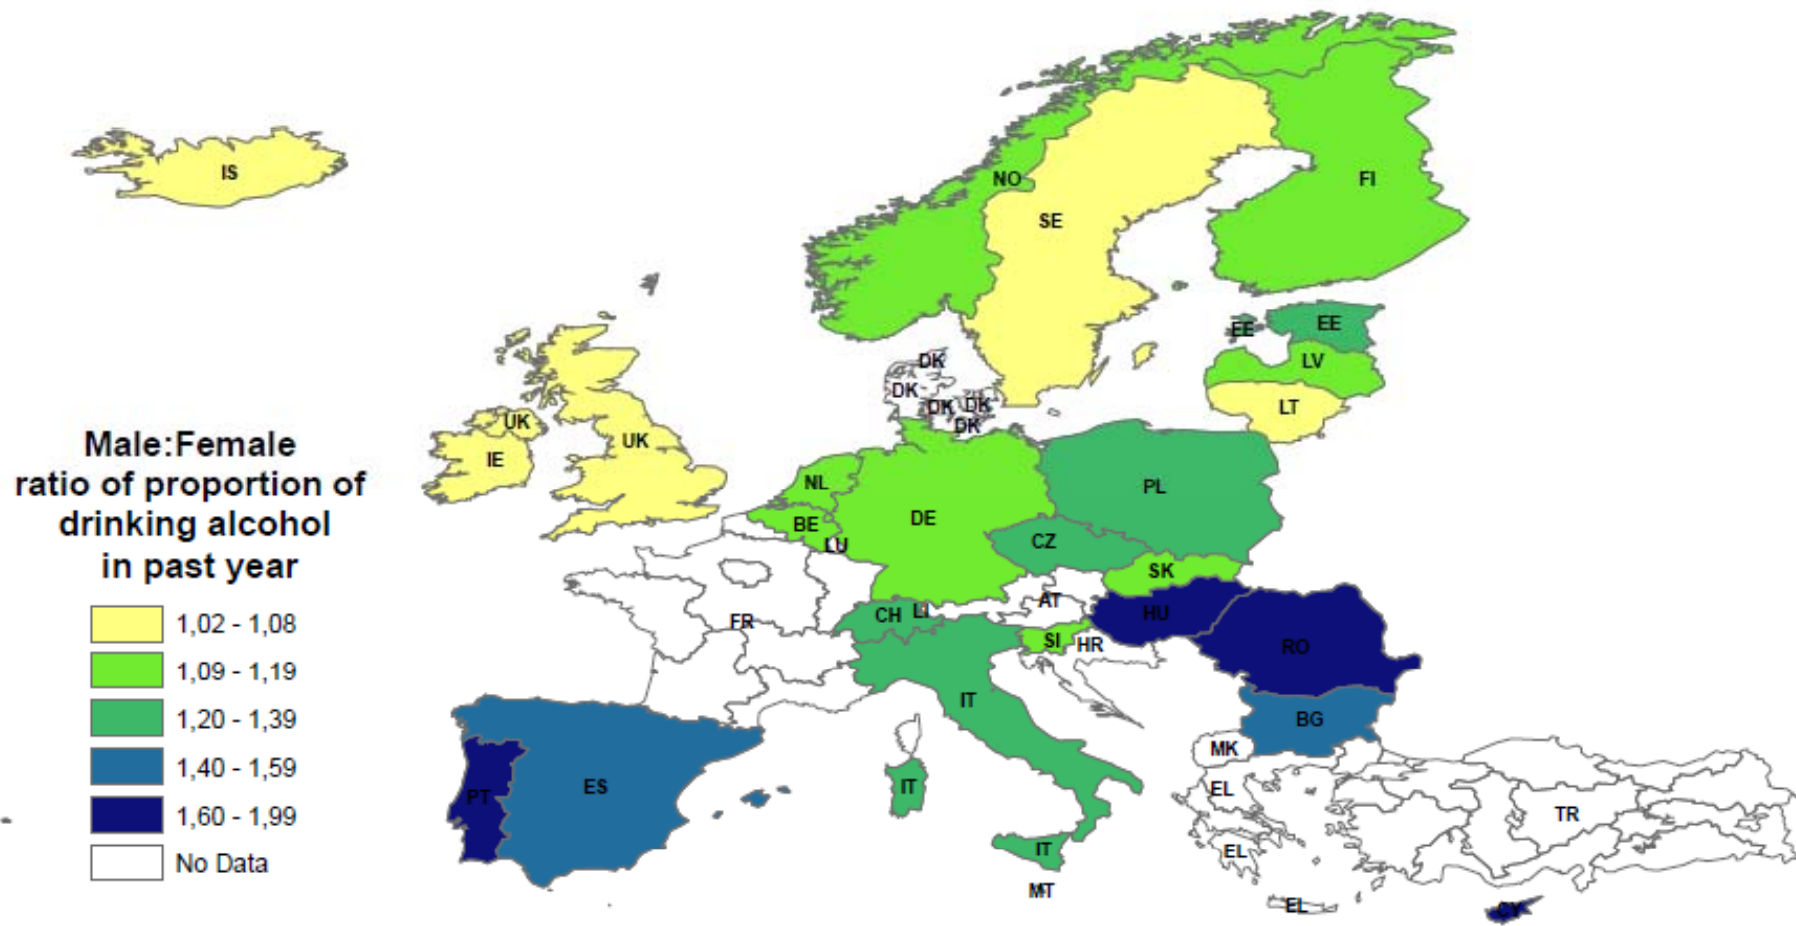 IS
NO
FI
SE
EE
EE
LV
LT
DK
DK
DK
DK
DK
UK
UK
IE
Male:Female
ratio of proportion of
drinking alcohol
in past year
1,02 - 1,08
1,09 - 1,19
1,20 - 1,39
1,40 - 1,59
1,60 - 1,99
No Data
NL
BE
LU
DE
PL
CZ
SK
AT
CH
LI
HU
SI
HR
RO
FR
IT
BG
MK
PT
ES
IT
EL
TR
IT
EL
MT
EL
CY